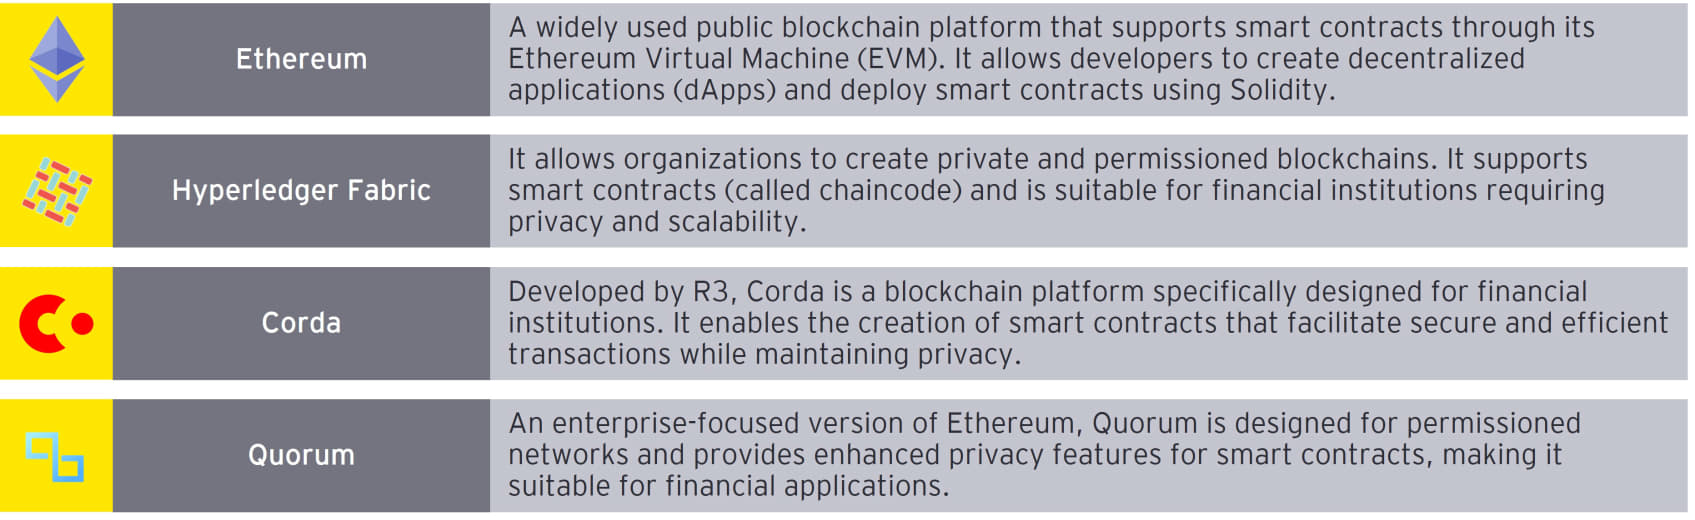 Ethereum
A widely used public blockchain platform that supports smart contracts through its
Ethereum Virtual Machine (EVM). It allows developers to create decentralized
applications (dApps) and deploy smart contracts using Solidity.
Hyperledger Fabric
It allows organizations to create private and permissioned blockchains. It supports
smart contracts (called chaincode) and is suitable for financial institutions requiring
privacy and scalability.
Corda
Developed by R3, Corda is a blockchain platform specifically designed for financial
institutions. It enables the creation of smart contracts that facilitate secure and efficient
transactions while maintaining privacy.
Quorum
An enterprise-focused version of Ethereum, Quorum is designed for permissioned
networks and provides enhanced privacy features for smart contracts, making it
suitable for financial applications.